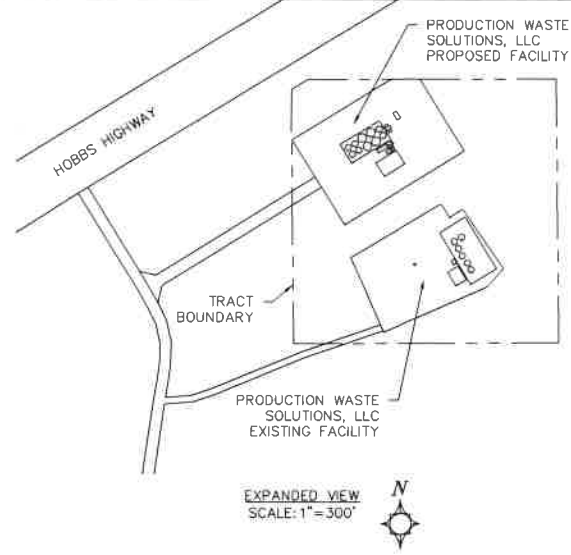 PRODUCTION WASTE
SOLUTIONS, LLC
PROPOSED FACILITY
HOBBS HIGHWAY
TRACT
BOUNDARY
PRODUCTION WASTE
SOLUTIONS, LLC
EXISTING FACILITY
EXPANDED VIEW
SCALE: 1"=300'
N